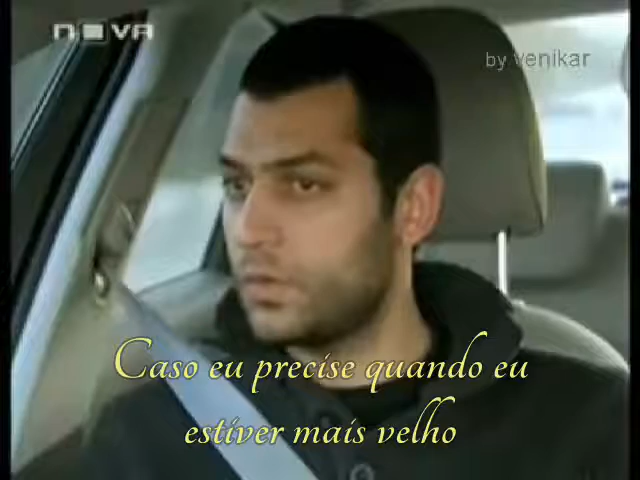 NOVA
by venikar
Caso eu precise quando eu
estiver mais velho